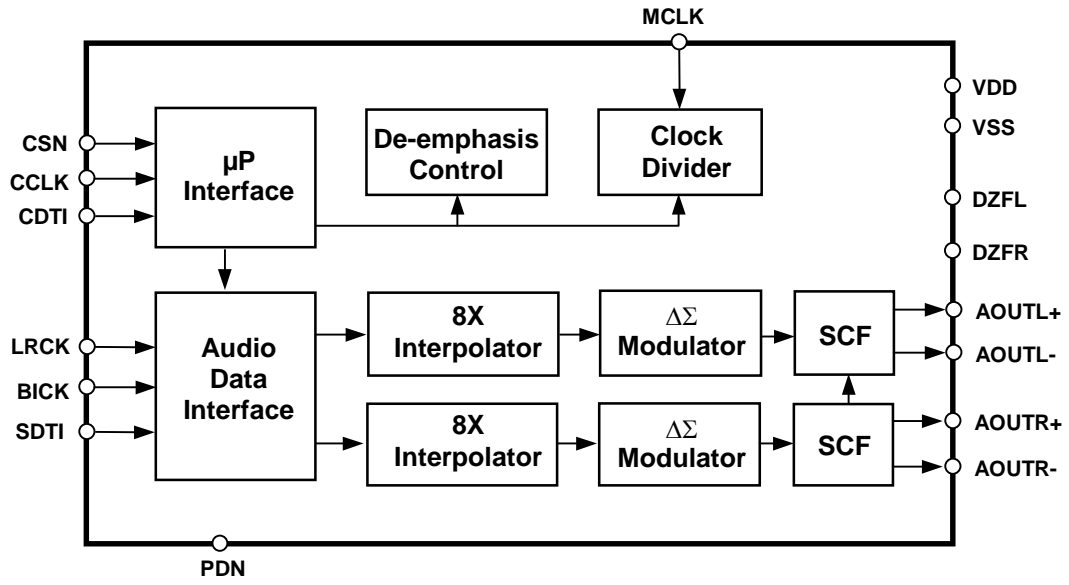 MCLK
VDD
VSS
DZFL
DZFR
CSN
CCLK
CDTI
µP
Interface
De-emphasis
Control
Clock
Divider
LRCK
BICK
SDTI
Audio
Data
Interface
8X
Interpolator
ΔΣ
Modulator
SCF
AOUTL+
AOUTL-
8X
Interpolator
ΔΣ
Modulator
SCF
AOUTR+
AOUTR-
PDN